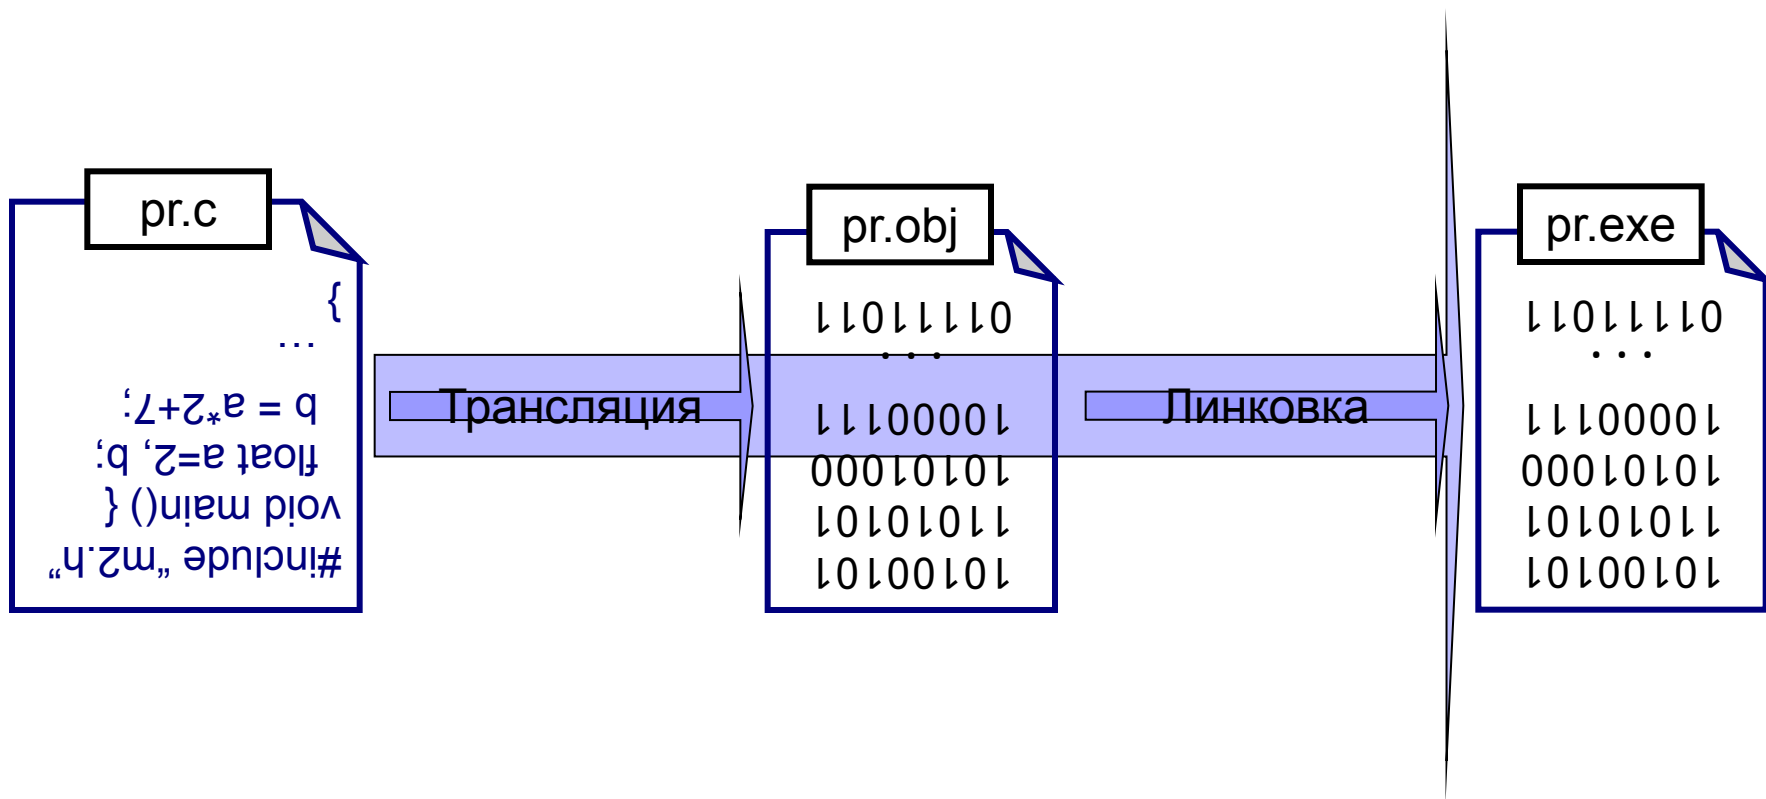 pr.c
#include “m2.h”
void main() {
float a=2, b;
b = a*2+7;
…
}
Трансляция
pr.obj
10100101
11010101
10101000
10000111
. . .
01111011
Линковка
pr.exe
10100101
11010101
10101000
10000111
. . .
01111011